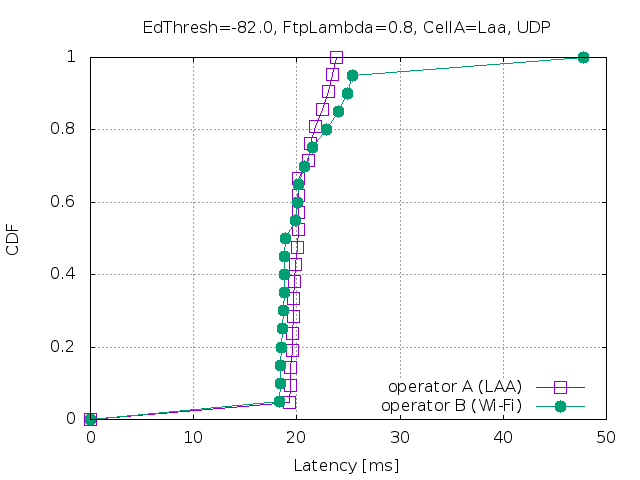 EdThresh=-82.0, FtpLambda=0.8, CellA=Laa, UDP
1
0.8
0.6
0.4
0.2
0
CDF
operator A (LAA)
operator B (Wi-Fi)
0 10 20 30 40 50
Latency [ms]